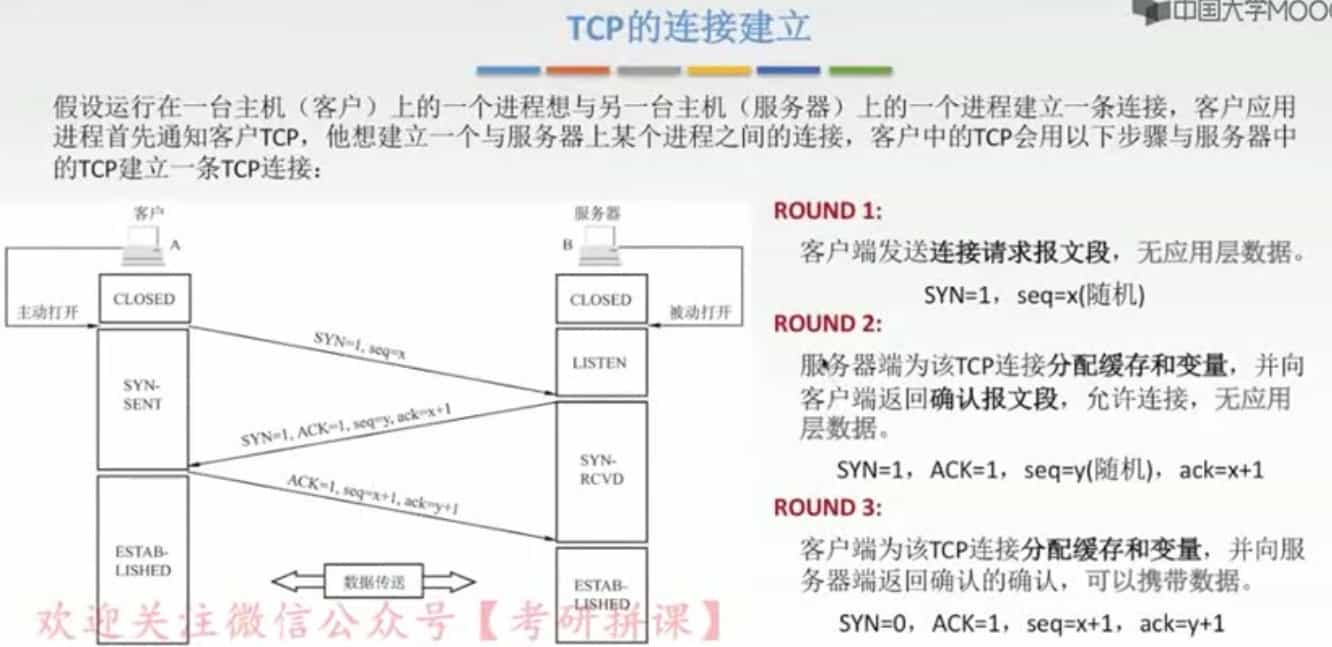 中国大学MOOC
TCP的连接建立
假设运行在一台主机（客户）上的一个进程想与另一台主机（服务器）上的一个进程建立一条连接，客户应用
进程首先通知客户TCP，他想建立一个与服务器上某个进程之间的连接，客户中的TCP会用以下步骤与服务器中
的TCP建立一条TCP连接：
客户
A
服务器
B
主动打开
CLOSED
CLOSED
被动打开
SYN=1, seq=x
LISTEN
SYN-
SENT
SYN=1, ACK=1, seq=y, ack=x+1
SYN-
RCVD
ACK=1, seq=x+1, ack=y+1
ESTAB-
LISHED
数据传送
ESTAB-
LISHED
ROUND 1:
客户端发送连接请求报文段，无应用层数据。
SYN=1，seq=x(随机)
ROUND 2:
服务器端为该TCP连接分配缓存和变量，并向
客户端返回确认报文段，允许连接，无应用
层数据。
SYN=1，ACK=1，seq=y(随机)，ack=x+1
ROUND 3:
客户端为该TCP连接分配缓存和变量，并向服
务器端返回确认的确认，可以携带数据。
SYN=0，ACK=1，seq=x+1，ack=y+1
欢迎关注微信公众号【考研拼课】